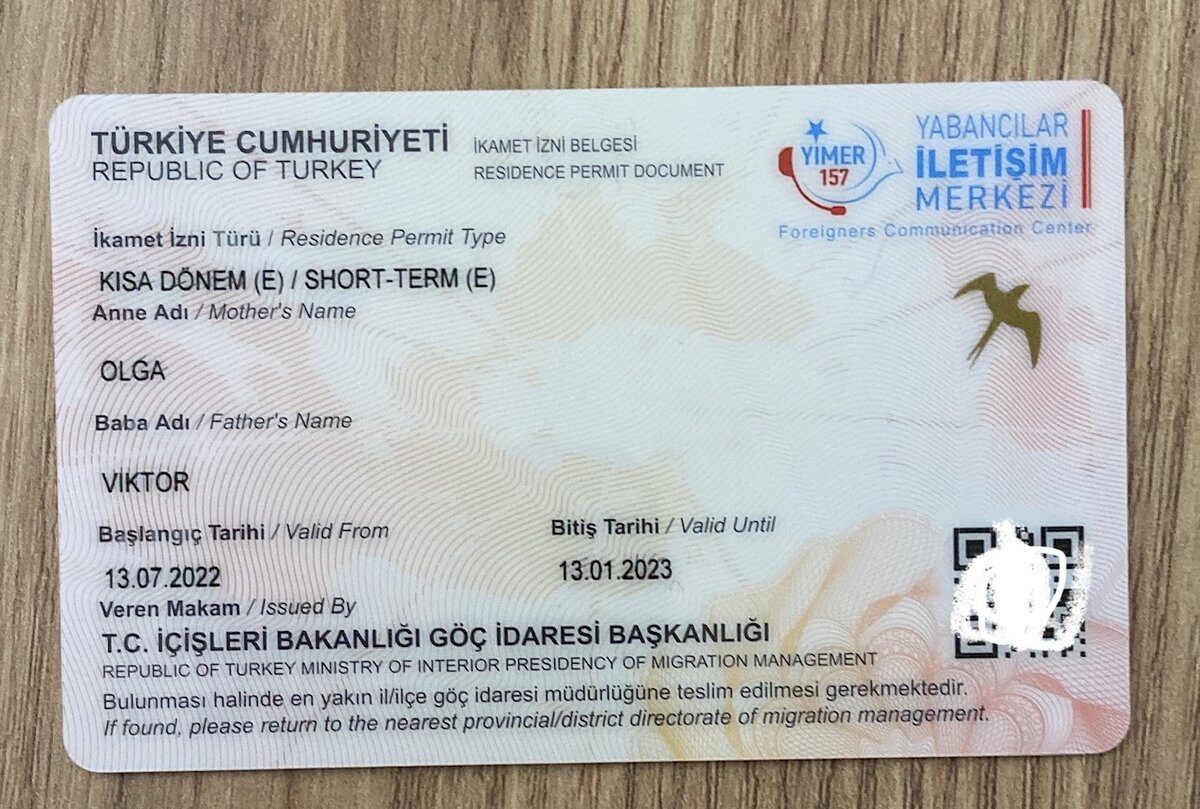 TÜRKİYE CUMHURİYETİ
REPUBLIC OF TURKEY
İKAMET İZNİ BELGESİ
RESIDENCE PERMIT DOCUMENT
YIMER
157
YABANCILAR
İLETİŞİM
MERKEZİ
Foreigners Communication Center
İkamet İzni Türü / Residence Permit Type
KISA DÖNEM (E) / SHORT-TERM (E)
Anne Adı / Mother's Name
OLGA
Baba Adı / Father's Name
VIKTOR
Başlangıç Tarihi / Valid From
Bitiş Tarihi / Valid Until
13.07.2022
13.01.2023
Veren Makam / Issued By
T.C. İÇİŞLERİ BAKANLIĞI GÖÇ İDARESİ BAŞKANLIĞI
REPUBLIC OF TURKEY MINISTRY OF INTERIOR PRESIDENCY OF MIGRATION MANAGEMENT
Bulunması halinde en yakın il/ilçe göç idaresi müdürlüğüne teslim edilmesi gerekmektedir.
If found, please return to the nearest provincial/district directorate of migration management.